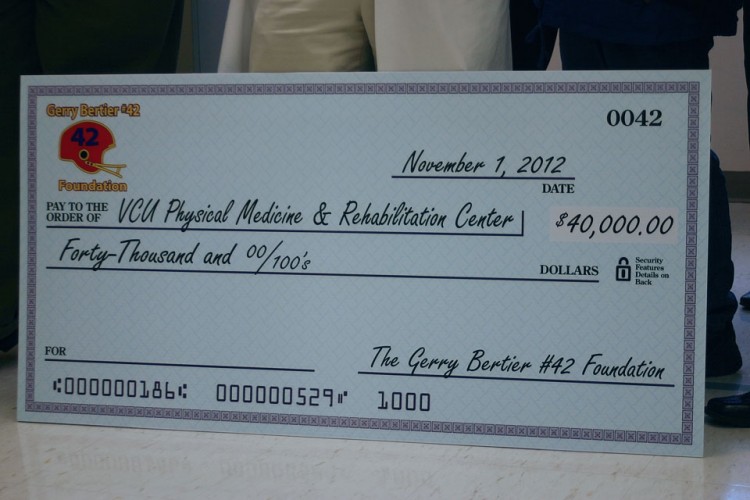 Gerry Bertier #42
42
Foundation
0042
November 1, 2012
DATE
PAY TO THE
ORDER OF
VCU Physical Medicine & Rehabilitation Center
$40,000.00
Forty-Thousand and 00/100's
DOLLARS
Security
Features
Details on
Back
FOR
The Gerry Bertier #42 Foundation
⑆000000186⑆ 000000529⑈ 1000